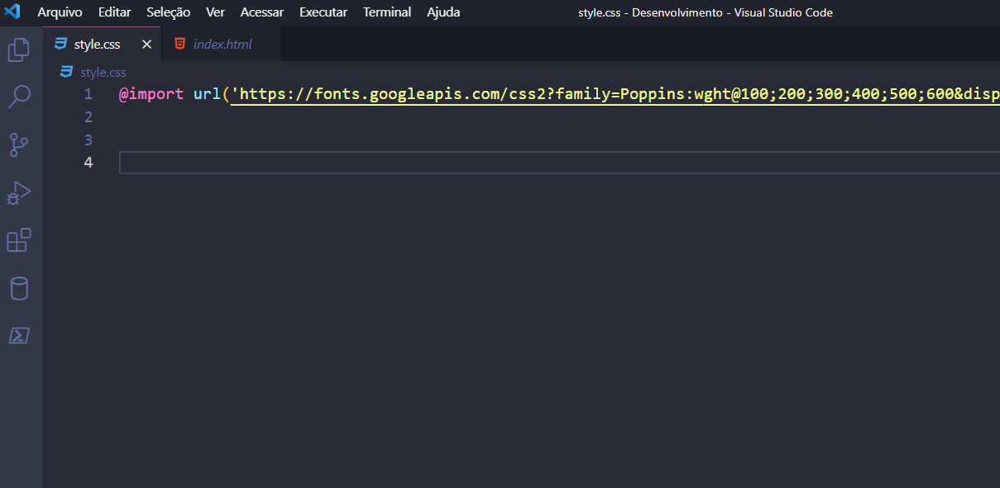 Arquivo Editar Seleção Ver Acessar Executar Terminal Ajuda style.css - Desenvolvimento - Visual Studio Code
style.css index.html
style.css
1 @import url('https://fonts.googleapis.com/css2?family=Poppins:wght@100;200;300;400;500;600&disp
2
3
4